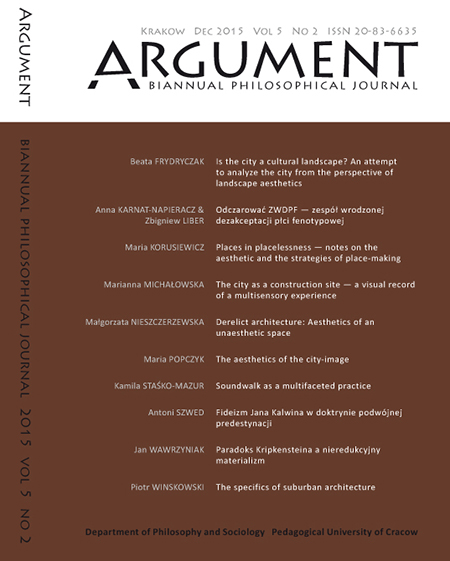 ARGUMENT BIANNUAL PHILOSOPHICAL JOURNAL 2015 VOL 5 NO 2
KRAKOW DEC 2015 VOL 5 NO 2 ISSN 20-83-6635
ARGUMENT
BIANNUAL PHILOSOPHICAL JOURNAL
Beata FRYDRYCZAK Is the city a cultural landscape? An attempt
to analyze the city from the perspective of
landscape aesthetics
Anna KARNAT-NAPIERACZ & Odczarować ZWDPF — zespół wrodzonej
Zbigniew LIBER dezakceptacji płci fenotypowej
Maria KORUSIEWICZ Places in placelessness — notes on the
aesthetic and the strategies of place-making
Marianna MICHAŁOWSKA The city as a construction site — a visual record
of a multisensory experience
Małgorzata NIESZCZERZEWSKA Derelict architecture: Aesthetics of an
unaesthetic space
Maria POPCZYK The aesthetics of the city-image
Kamila STAŚKO-MAZUR Soundwalk as a multifaceted practice
Antoni SZWED Fideizm Jana Kalwina w doktrynie podwójnej
predestynacji
Jan WAWRZYNIAK Paradoks Kripkensteina a nieredukcyjny
materializm
Piotr WINSKOWSKI The specifics of suburban architecture
Department of Philosophy and Sociology Pedagogical University of Cracow